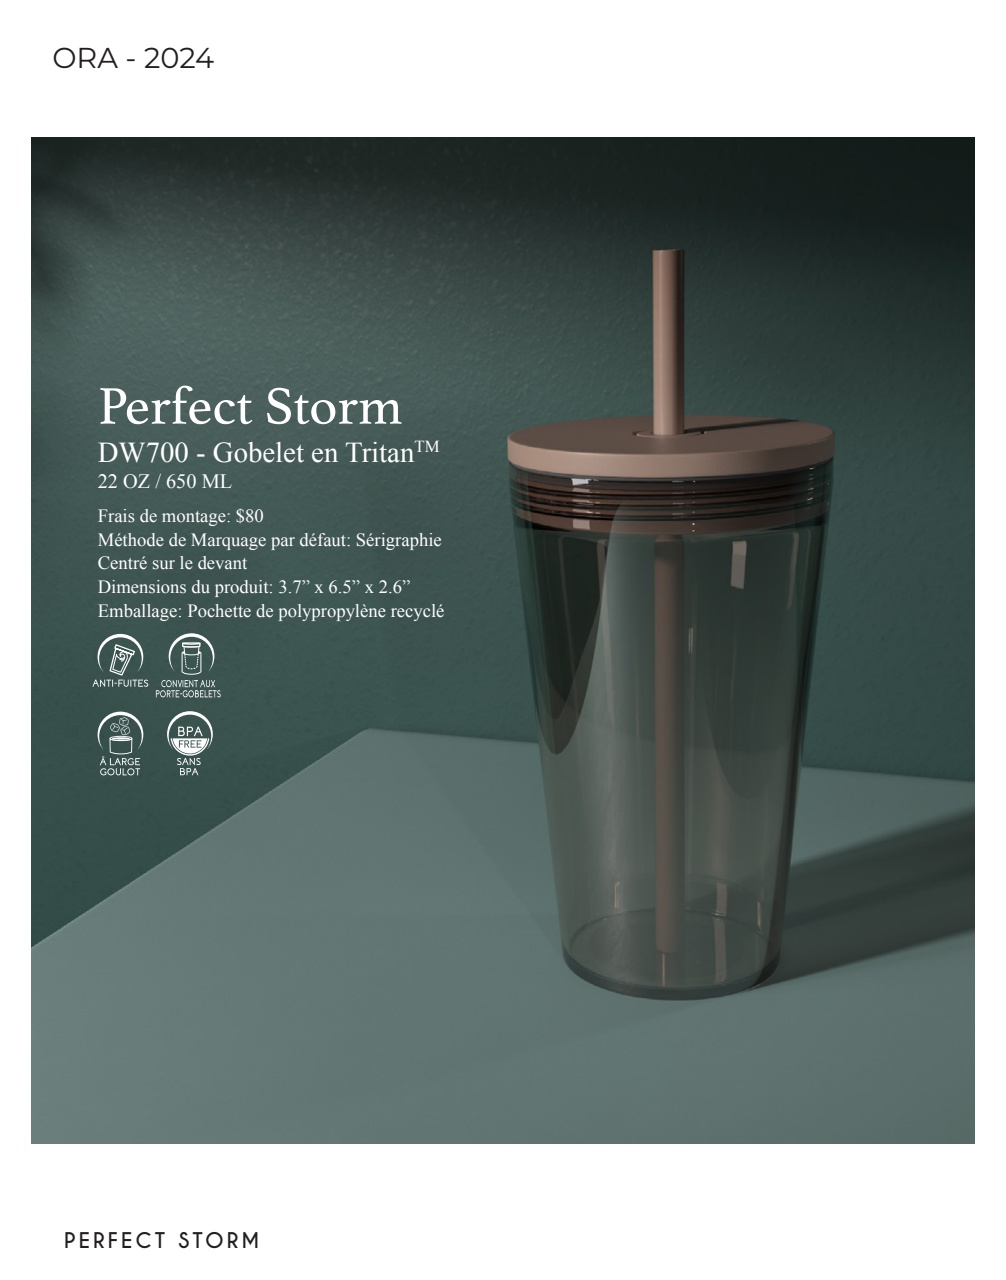 ORA - 2024
Perfect Storm
DW700 - Gobelet en Tritan™
22 OZ / 650 ML
Frais de montage: $80
Méthode de Marquage par défaut: Sérigraphie
Centré sur le devant
Dimensions du produit: 3.7” x 6.5” x 2.6”
Emballage: Pochette de polypropylène recyclé
ANTI-FUITES
CONVIENT AUX
PORTE-GOBELETS
BPA
FREE
À LARGE
GOULOT
SANS
BPA
PERFECT STORM